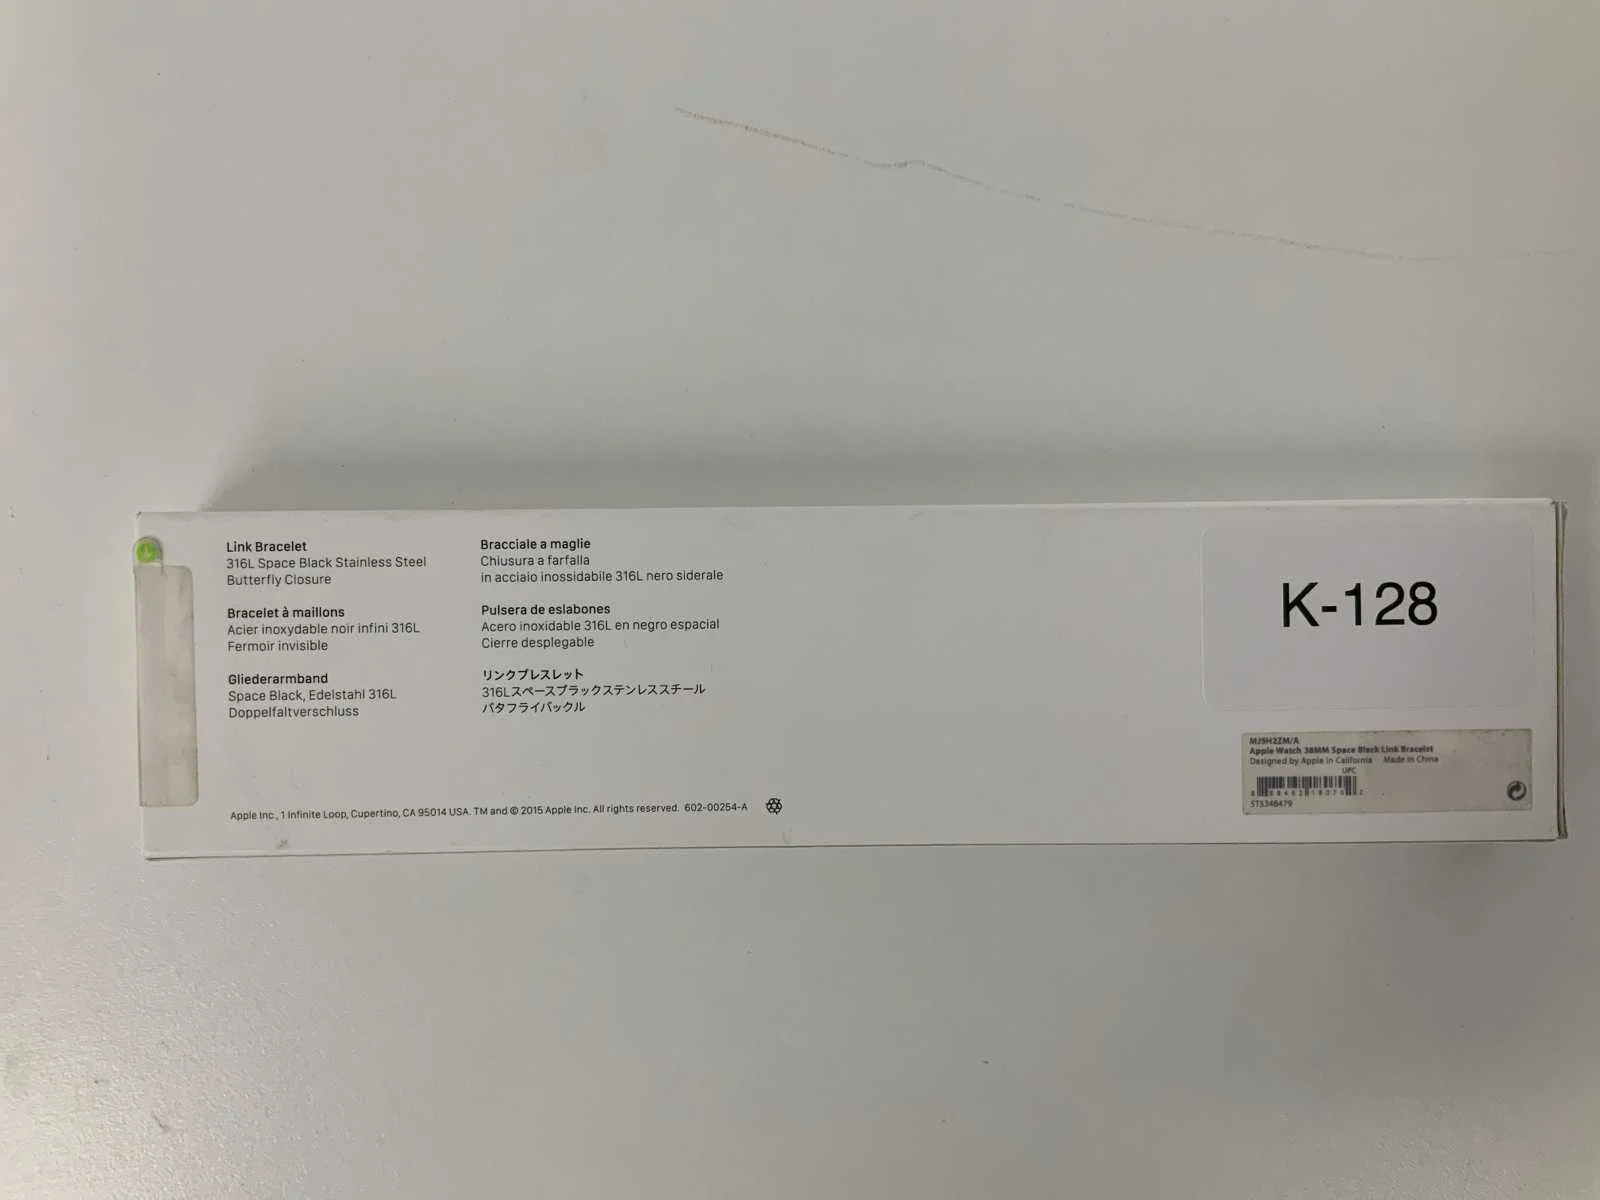 Link Bracelet
316L Space Black Stainless Steel
Butterfly Closure
Bracelet à maillons
Acier inoxydable noir infini 316L
Fermoir invisible
Gliederarmband
Space Black, Edelstahl 316L
Doppelfaltverschluss
Bracciale a maglie
Chiusura a farfalla
in acciaio inossidabile 316L nero siderale
Pulsera de eslabones
Acero inoxidable 316L en negro espacial
Cierre desplegable
リンクブレスレット
316Lスペースブラックステンレススチール
バタフライバックル
Apple Inc., 1 Infinite Loop, Cupertino, CA 95014 USA. TM and © 2015 Apple Inc. All rights reserved. 602-00254-A
K-128
MJ5H2ZM/A
Apple Watch 38MM Space Black Link Bracelet
Designed by Apple in California Made in China
UPC
STS346479